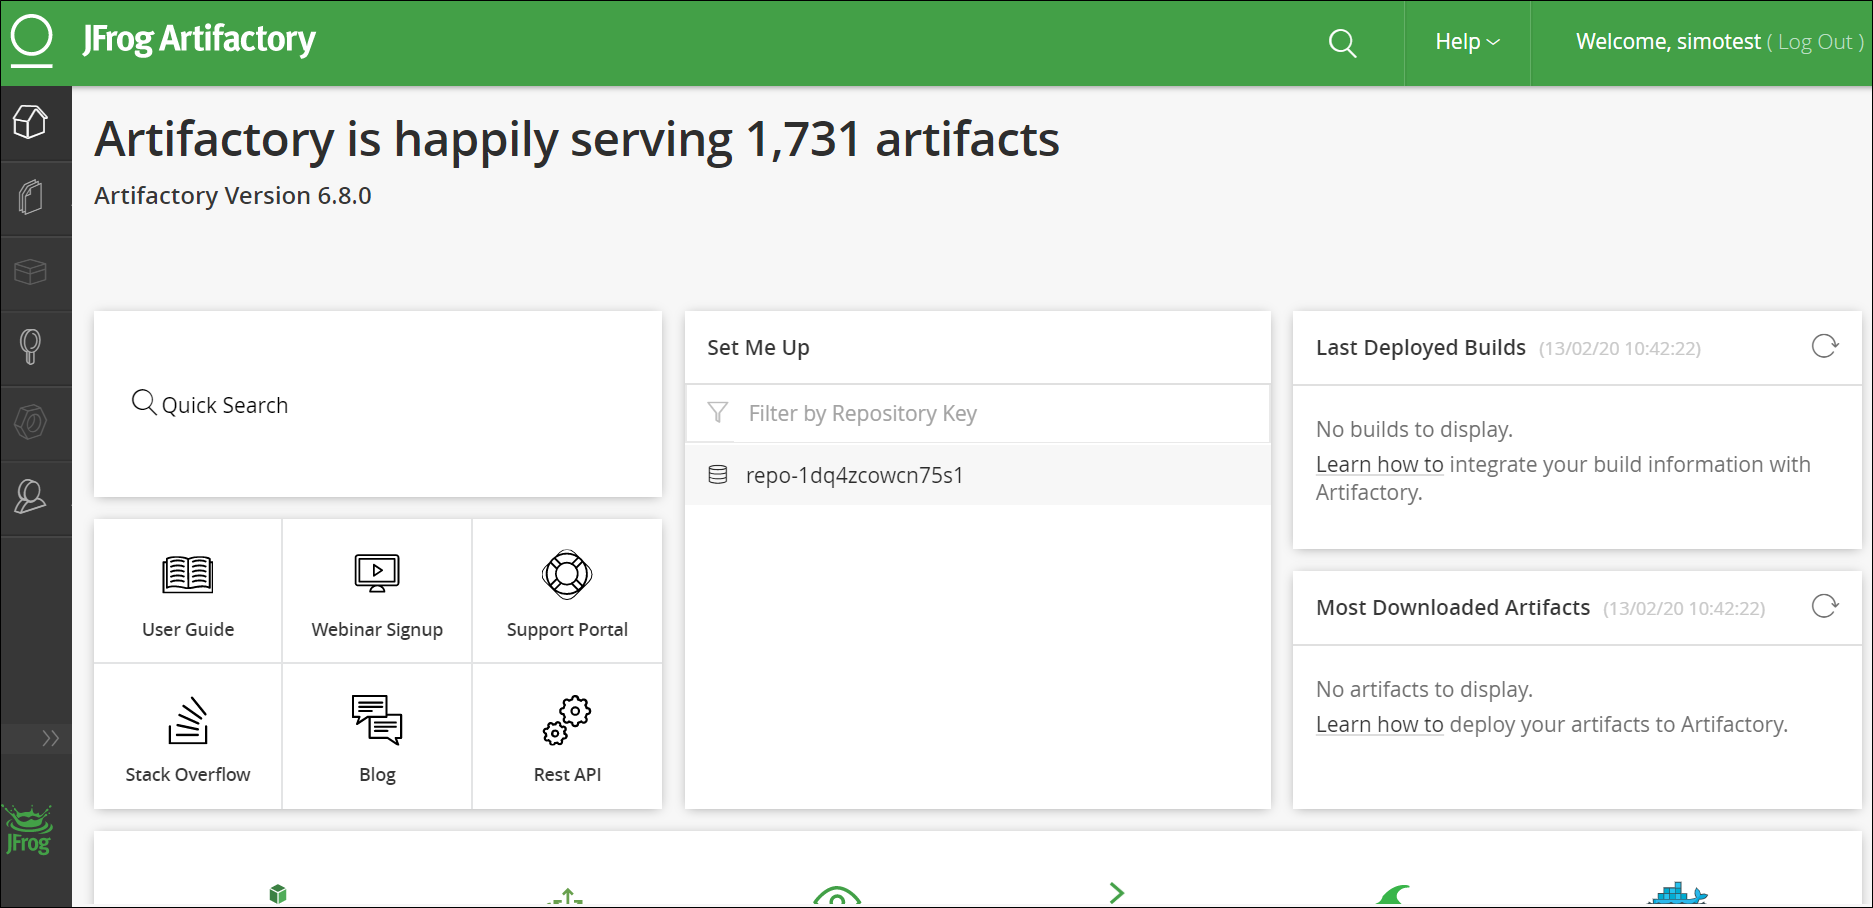 JFrog Artifactory
Help
Welcome, simotest ( Log Out )
Artifactory is happily serving 1,731 artifacts
Artifactory Version 6.8.0
Quick Search
User Guide
Webinar Signup
Support Portal
Stack Overflow
Blog
Rest API
Set Me Up
Filter by Repository Key
repo-1dq4zcowcn75s1
Last Deployed Builds (13/02/20 10:42:22)
No builds to display.
Learn how to integrate your build information with
Artifactory.
Most Downloaded Artifacts (13/02/20 10:42:22)
No artifacts to display.
Learn how to deploy your artifacts to Artifactory.
JFrog